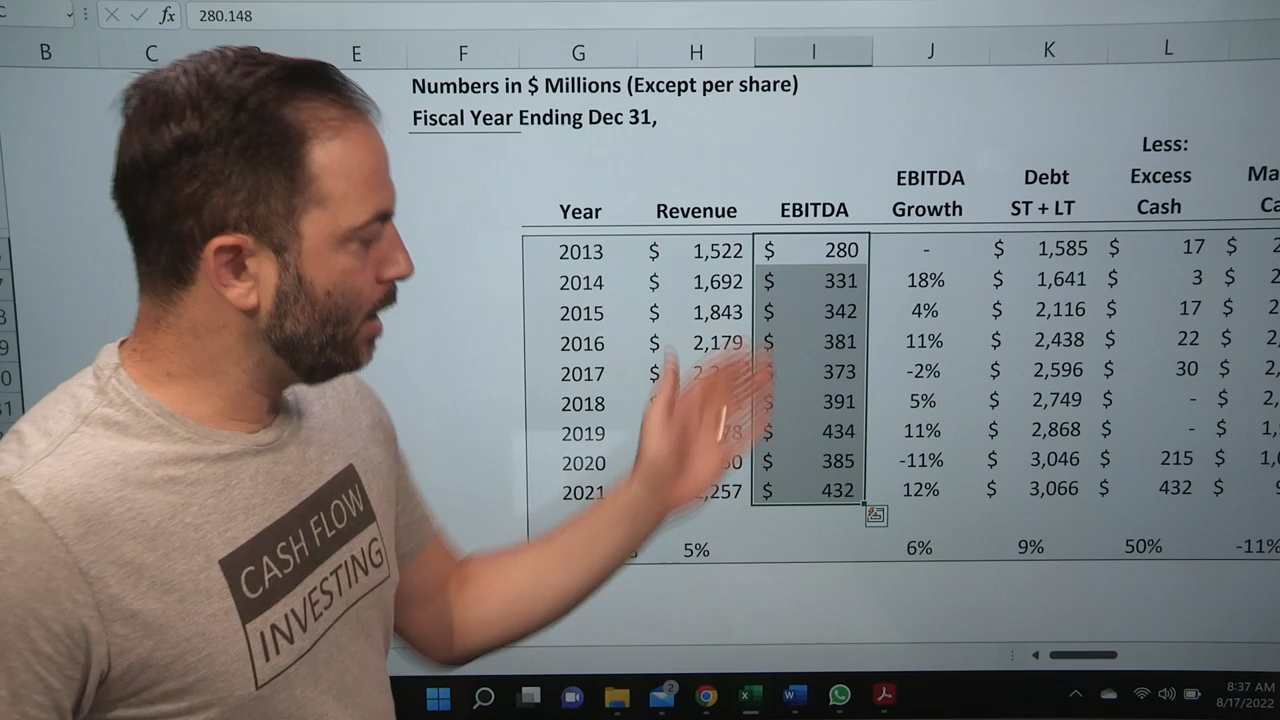 280.148
B C E F G H I J K L
Numbers in $ Millions (Except per share)
Fiscal Year Ending Dec 31,
Less:
EBITDA Debt Excess
Year Revenue EBITDA Growth ST + LT Cash
2013 $ 1,522 $ 280 - $ 1,585 $ 17 $
2014 $ 1,692 $ 331 18% $ 1,641 $ 3 $
2015 $ 1,843 $ 342 4% $ 2,116 $ 17 $
2016 $ 2,179 $ 381 11% $ 2,438 $ 22 $
2017 $ 373 -2% $ 2,596 $ 30 $
2018 $ 391 5% $ 2,749 $ - $
2019 $ 434 11% $ 2,868 $ - $
2020 $ 385 -11% $ 3,046 $ 215 $
2021 $ 432 12% $ 3,066 $ 432 $
5% 6% 9% 50% -11%
CASH FLOW
INVESTING
8:37 AM
8/17/2022